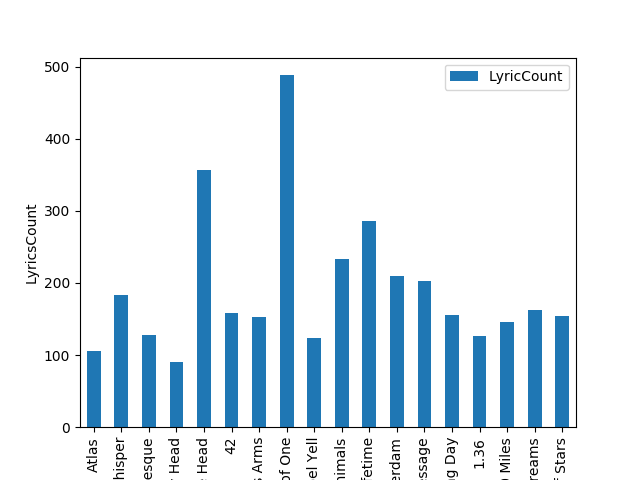 LyricCount
500
400
300
200
100
0
LyricsCount
Atlas
hisper
esque
Head
Head
42
s Arms
of One
el Yell
nimals
fetime
erdam
essage
g Day
1.36
Miles
reams
Stars